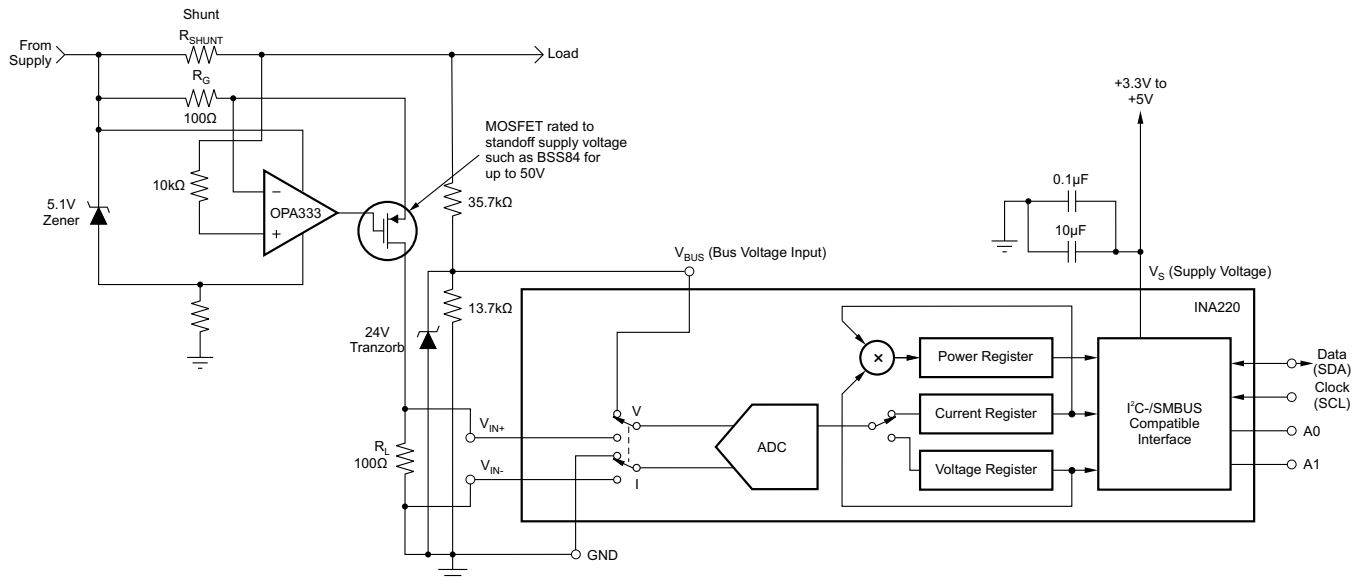 Shunt
R_SHUNT
From
Supply
Load
R_G
100Ω
10kΩ
5.1V
Zener
−
OPA333
+
MOSFET rated to
standoff supply voltage
such as BSS84 for
up to 50V
35.7kΩ
13.7kΩ
24V
Tranzorb
V_BUS (Bus Voltage Input)
+3.3V to
+5V
0.1µF
10µF
V_S (Supply Voltage)
INA220
×
Power Register
Current Register
Voltage Register
ADC
I²C-/SMBUS
Compatible
Interface
Data
(SDA)
Clock
(SCL)
A0
A1
V
I
V_IN+
V_IN-
R_L
100Ω
GND